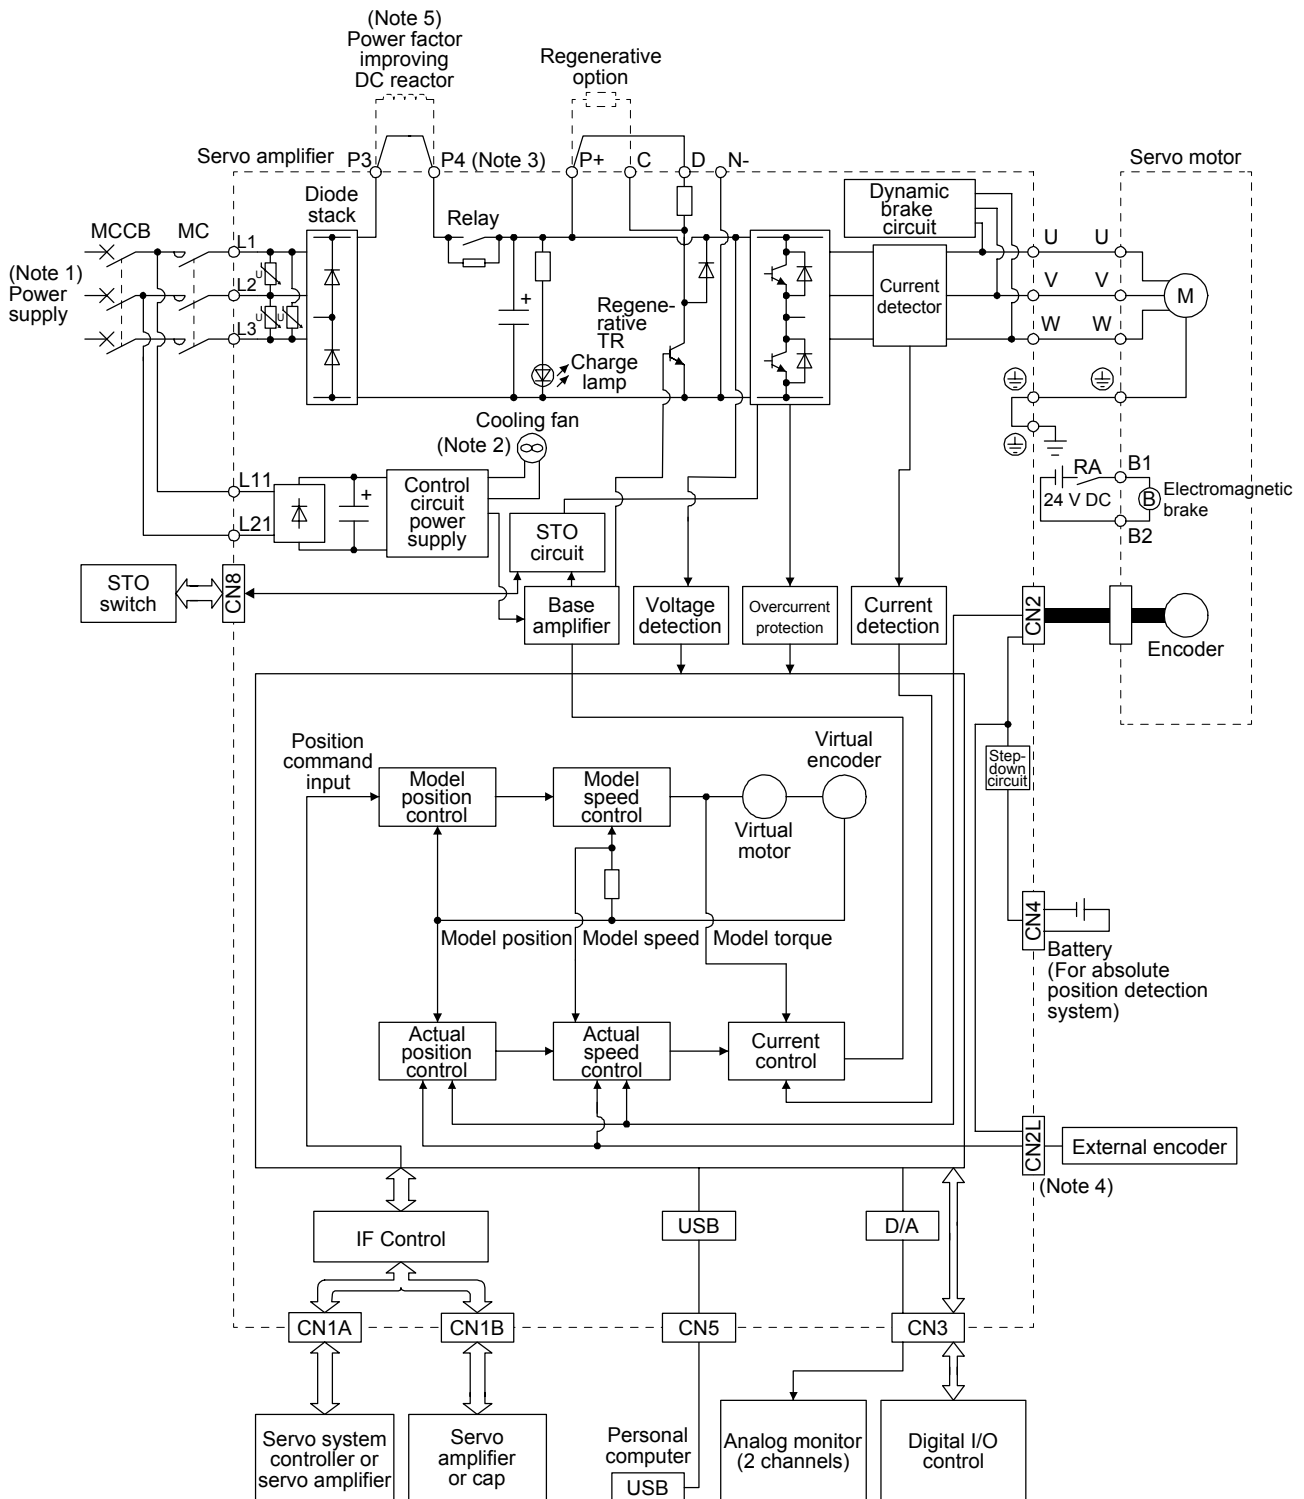 (Note 5)
Power factor
improving
DC reactor
Regenerative
option
Servo amplifier
P3
P4 (Note 3)
P+
C
D
N-
Servo motor
Diode
stack
Relay
Dynamic
brake
circuit
MCCB
MC
L1
L2
L3
(Note 1)
Power
supply
U
U
U
+
Regene-
rative
TR
Charge
lamp
Current
detector
U
U
V
V
W
W
M
Cooling fan
(Note 2)
L11
L21
+
Control
circuit
power
supply
STO
circuit
RA
24 V DC
B1
B
B2
Electromagnetic
brake
STO
switch
CN8
Base
amplifier
Voltage
detection
Overcurrent
protection
Current
detection
CN2
Encoder
Position
command
input
Model
position
control
Model
speed
control
Virtual
encoder
Virtual
motor
Step-
down
circuit
Model position
Model speed
Model torque
CN4
Battery
(For absolute
position detection
system)
Actual
position
control
Actual
speed
control
Current
control
CN2L
External encoder
(Note 4)
IF Control
USB
D/A
CN1A
CN1B
CN5
CN3
Servo system
controller or
servo amplifier
Servo
amplifier
or cap
Personal
computer
USB
Analog monitor
(2 channels)
Digital I/O
control